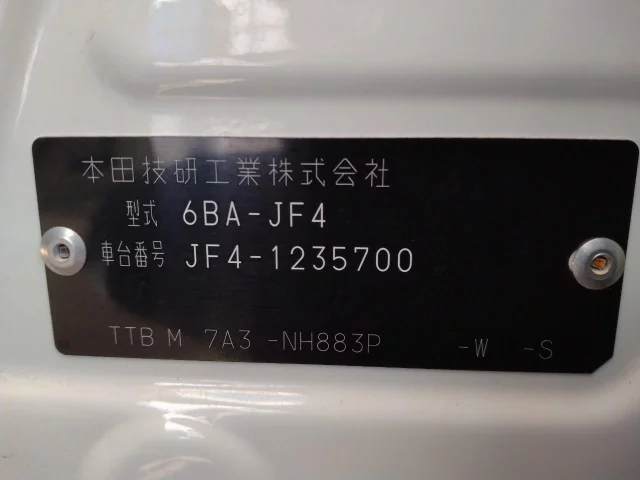 本田技研工業株式会社
型式 6BA-JF4
車台番号 JF4-1235700
TTB M 7A3 -NH883P -W -S